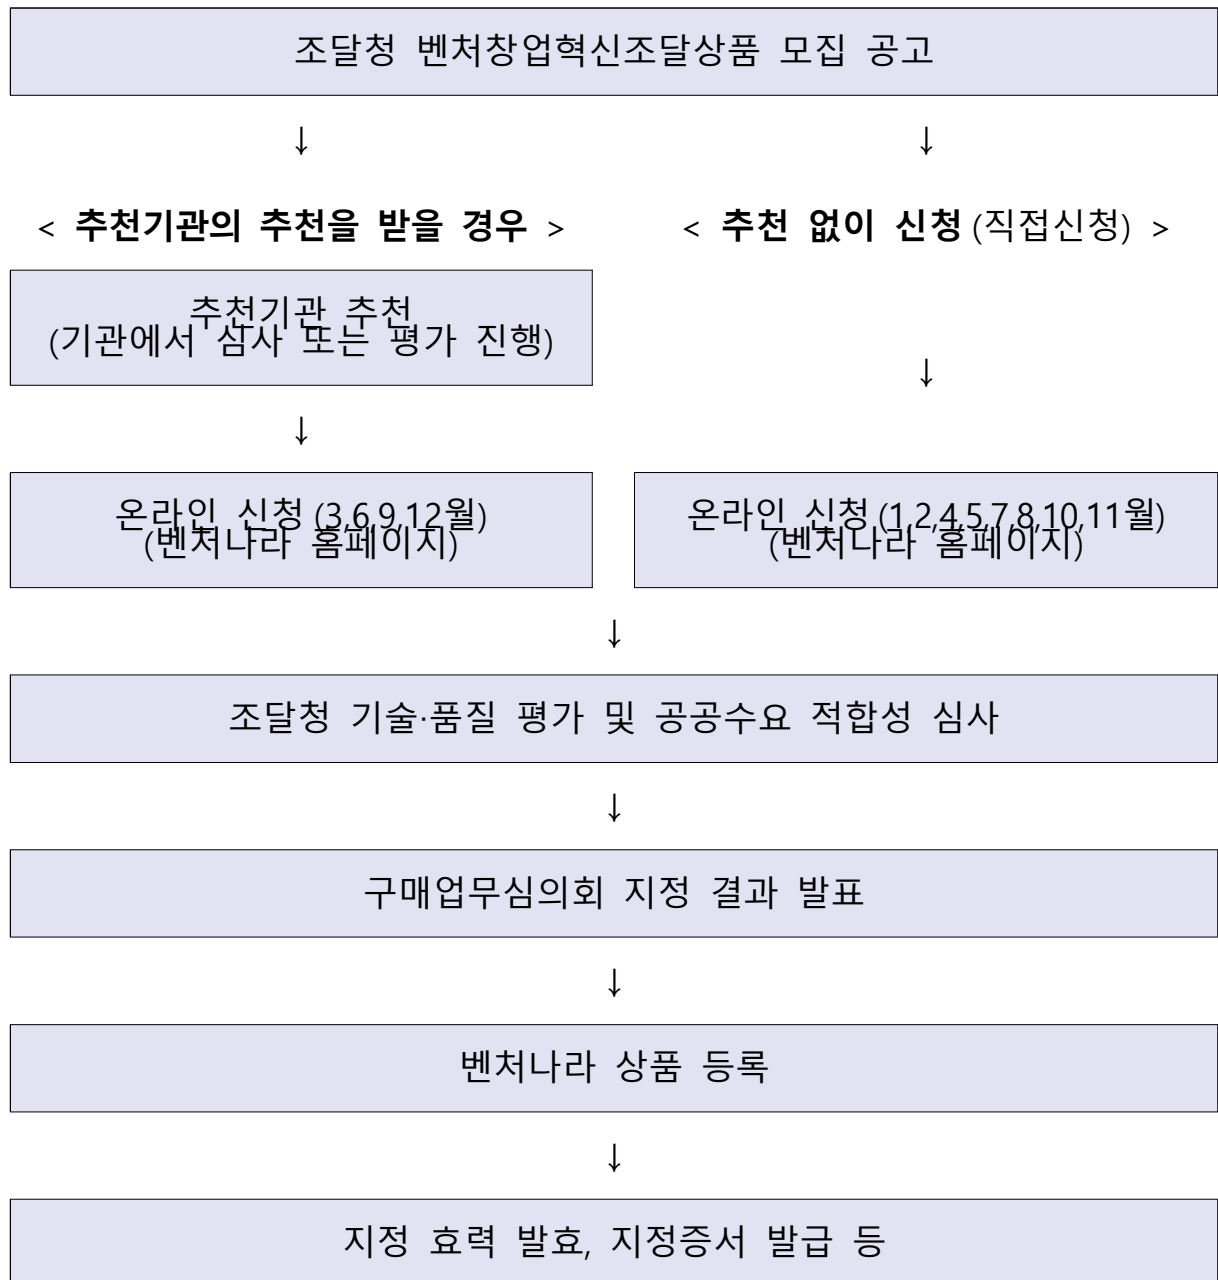 조달청 벤처창업혁신조달상품 모집 공고
↓ ↓
< 추천기관의 추천을 받을 경우 >
< 추천 없이 신청(직접신청) >
추천기관 추천
(기관에서 심사 또는 평가 진행)
↓
↓
온라인 신청(3,6,9,12월)
(벤처나라 홈페이지)
온라인 신청(1,2,4,5,7,8,10,11월)
(벤처나라 홈페이지)
↓
조달청 기술·품질 평가 및 공공수요 적합성 심사
↓
구매업무심의회 지정 결과 발표
↓
벤처나라 상품 등록
↓
지정 효력 발효, 지정증서 발급 등